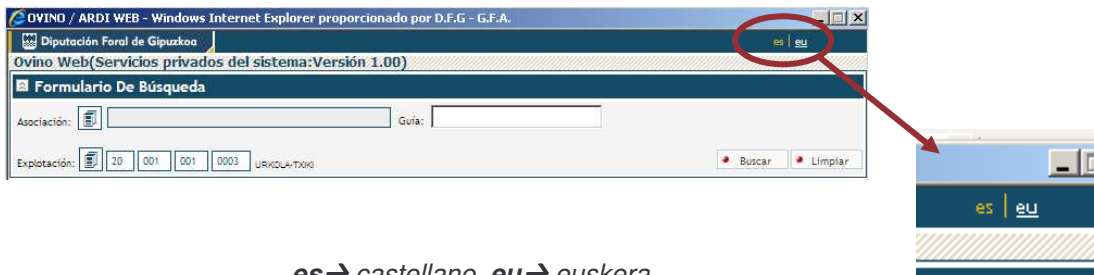 OVINO / ARDI WEB - Windows Internet Explorer proporcionado por D.F.G - G.F.A.
Diputación Foral de Gipuzkoa es | eu
Ovino Web(Servicios privados del sistema:Versión 1.00)
Formulario De Búsqueda
Asociación: Guía:
Explotación: 20 001 001 0003 URKOLA-TXIKI Buscar Limpiar
es | eu
es➔ castellano, eu➔ euskera